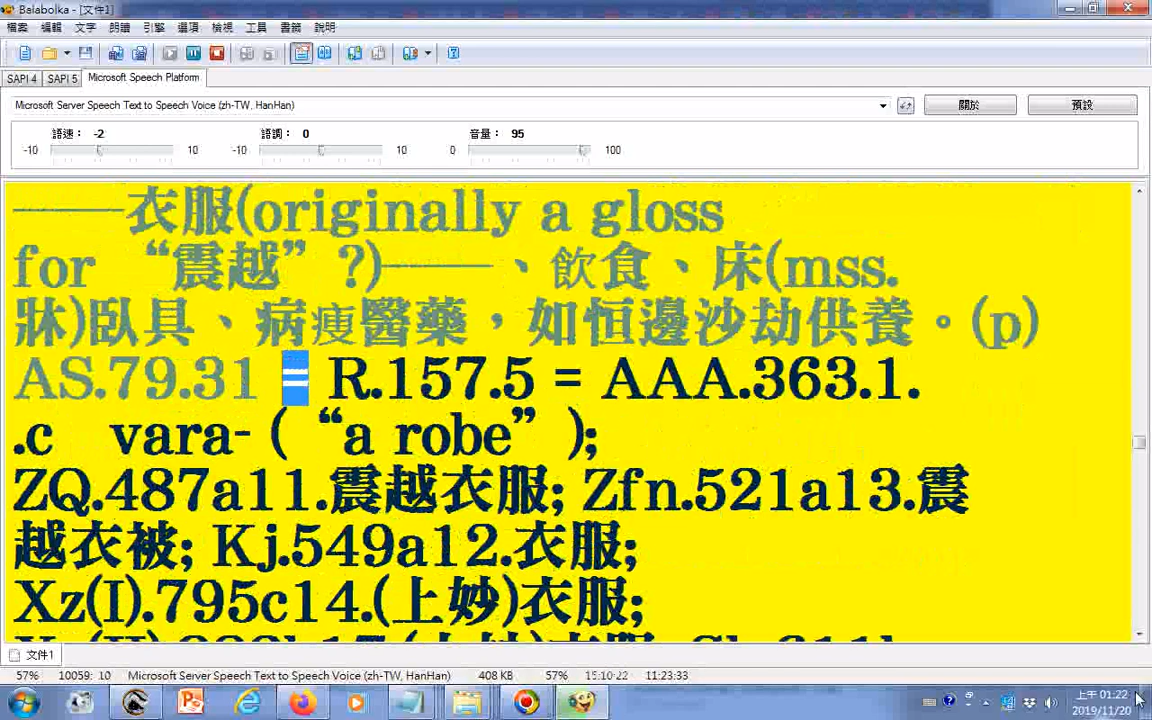 Balabolka - [文件1]
檔案 編輯 文字 朗讀 引擎 選項 檢視 工具 書籤 說明
SAPI 4 SAPI 5 Microsoft Speech Platform
Microsoft Server Speech Text to Speech Voice (zh-TW, HanHan) 關於 預設
語速： -2 語調： 0 音量： 95
-10 10 -10 10 0 100
——衣服(originally a gloss
for “震越” ?)——、飲食、床(mss.
牀)臥具、病瘦醫藥，如恒邊沙劫供養。(p)
AS.79.31 = R.157.5 = AAA.363.1.
.c vara- (“a robe”);
ZQ.487a11.震越衣服; Zfn.521a13.震
越衣被; Kj.549a12.衣服;
Xz(I).795c14.(上妙)衣服;
文件1
57% 10059: 10 Microsoft Server Speech Text to Speech Voice (zh-TW, HanHan) 408 KB 57% 15:10:22 11:23:33
上午 01:22
2019/11/20